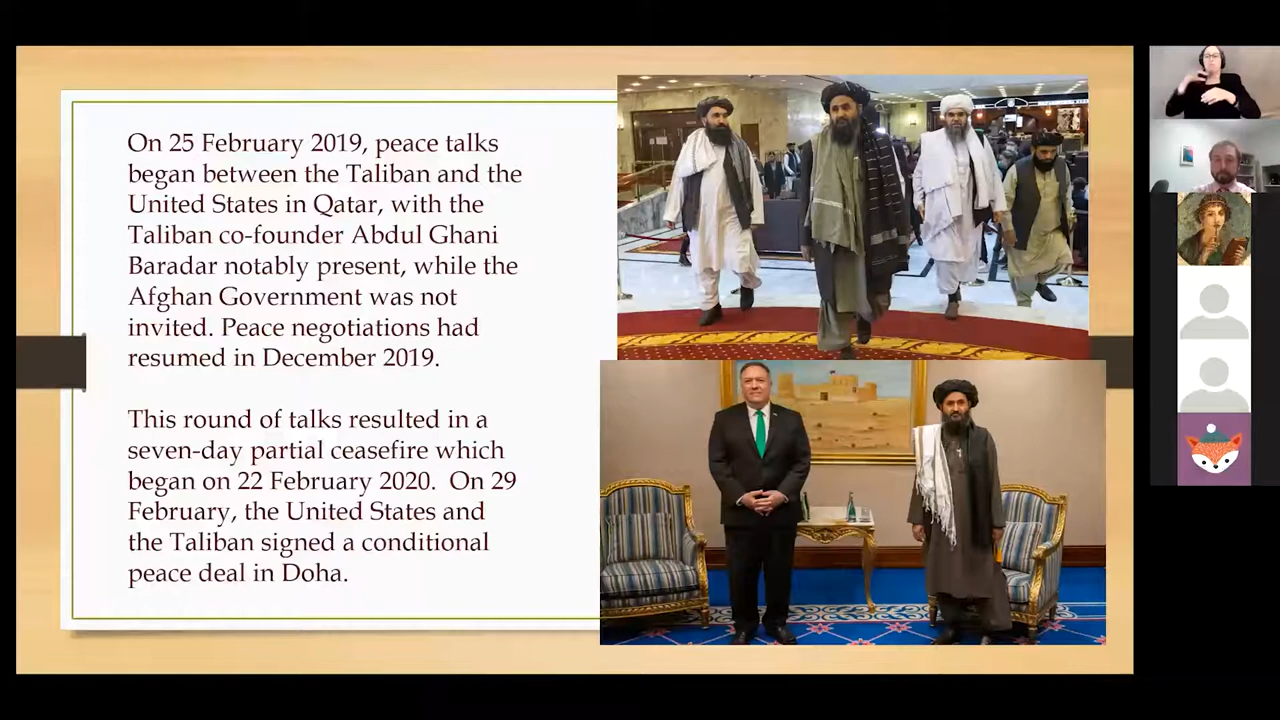 On 25 February 2019, peace talks
began between the Taliban and the
United States in Qatar, with the
Taliban co-founder Abdul Ghani
Baradar notably present, while the
Afghan Government was not
invited. Peace negotiations had
resumed in December 2019.
This round of talks resulted in a
seven-day partial ceasefire which
began on 22 February 2020.  On 29
February, the United States and
the Taliban signed a conditional
peace deal in Doha.